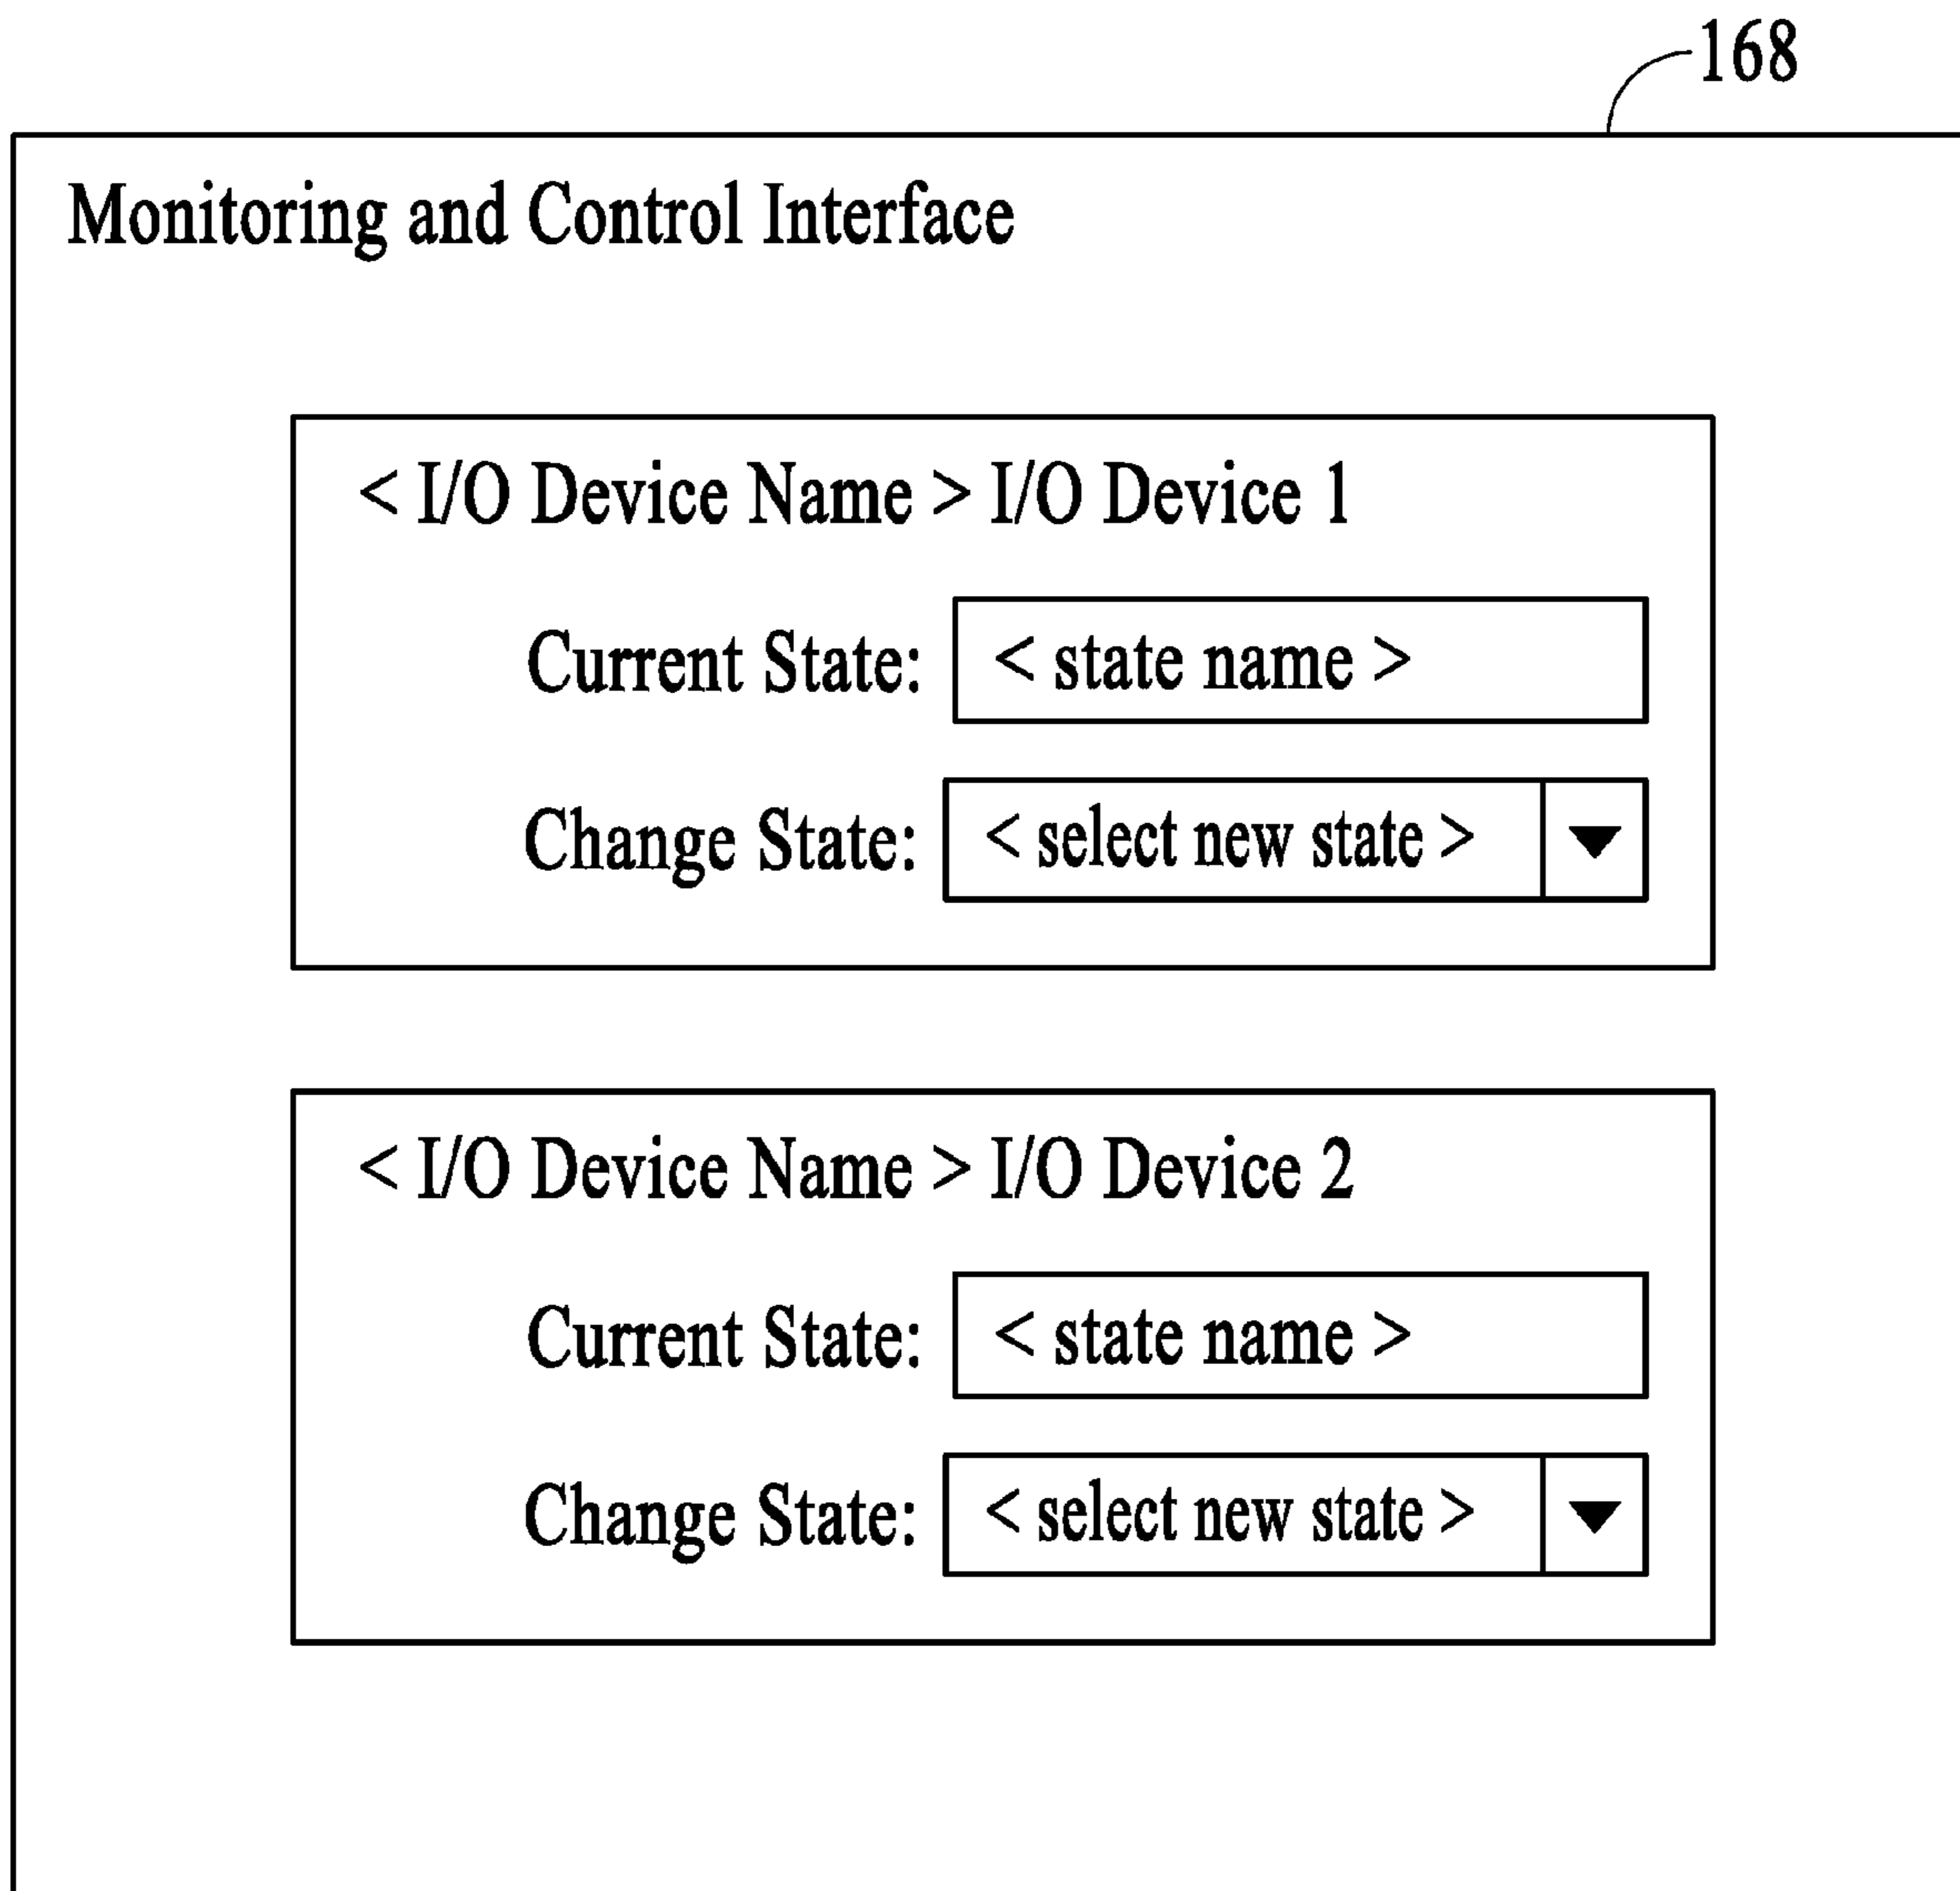 168
Monitoring and Control Interface
< I/O Device Name > I/O Device 1
Current State: < state name >
Change State: < select new state >
< I/O Device Name > I/O Device 2
Current State: < state name >
Change State: < select new state >